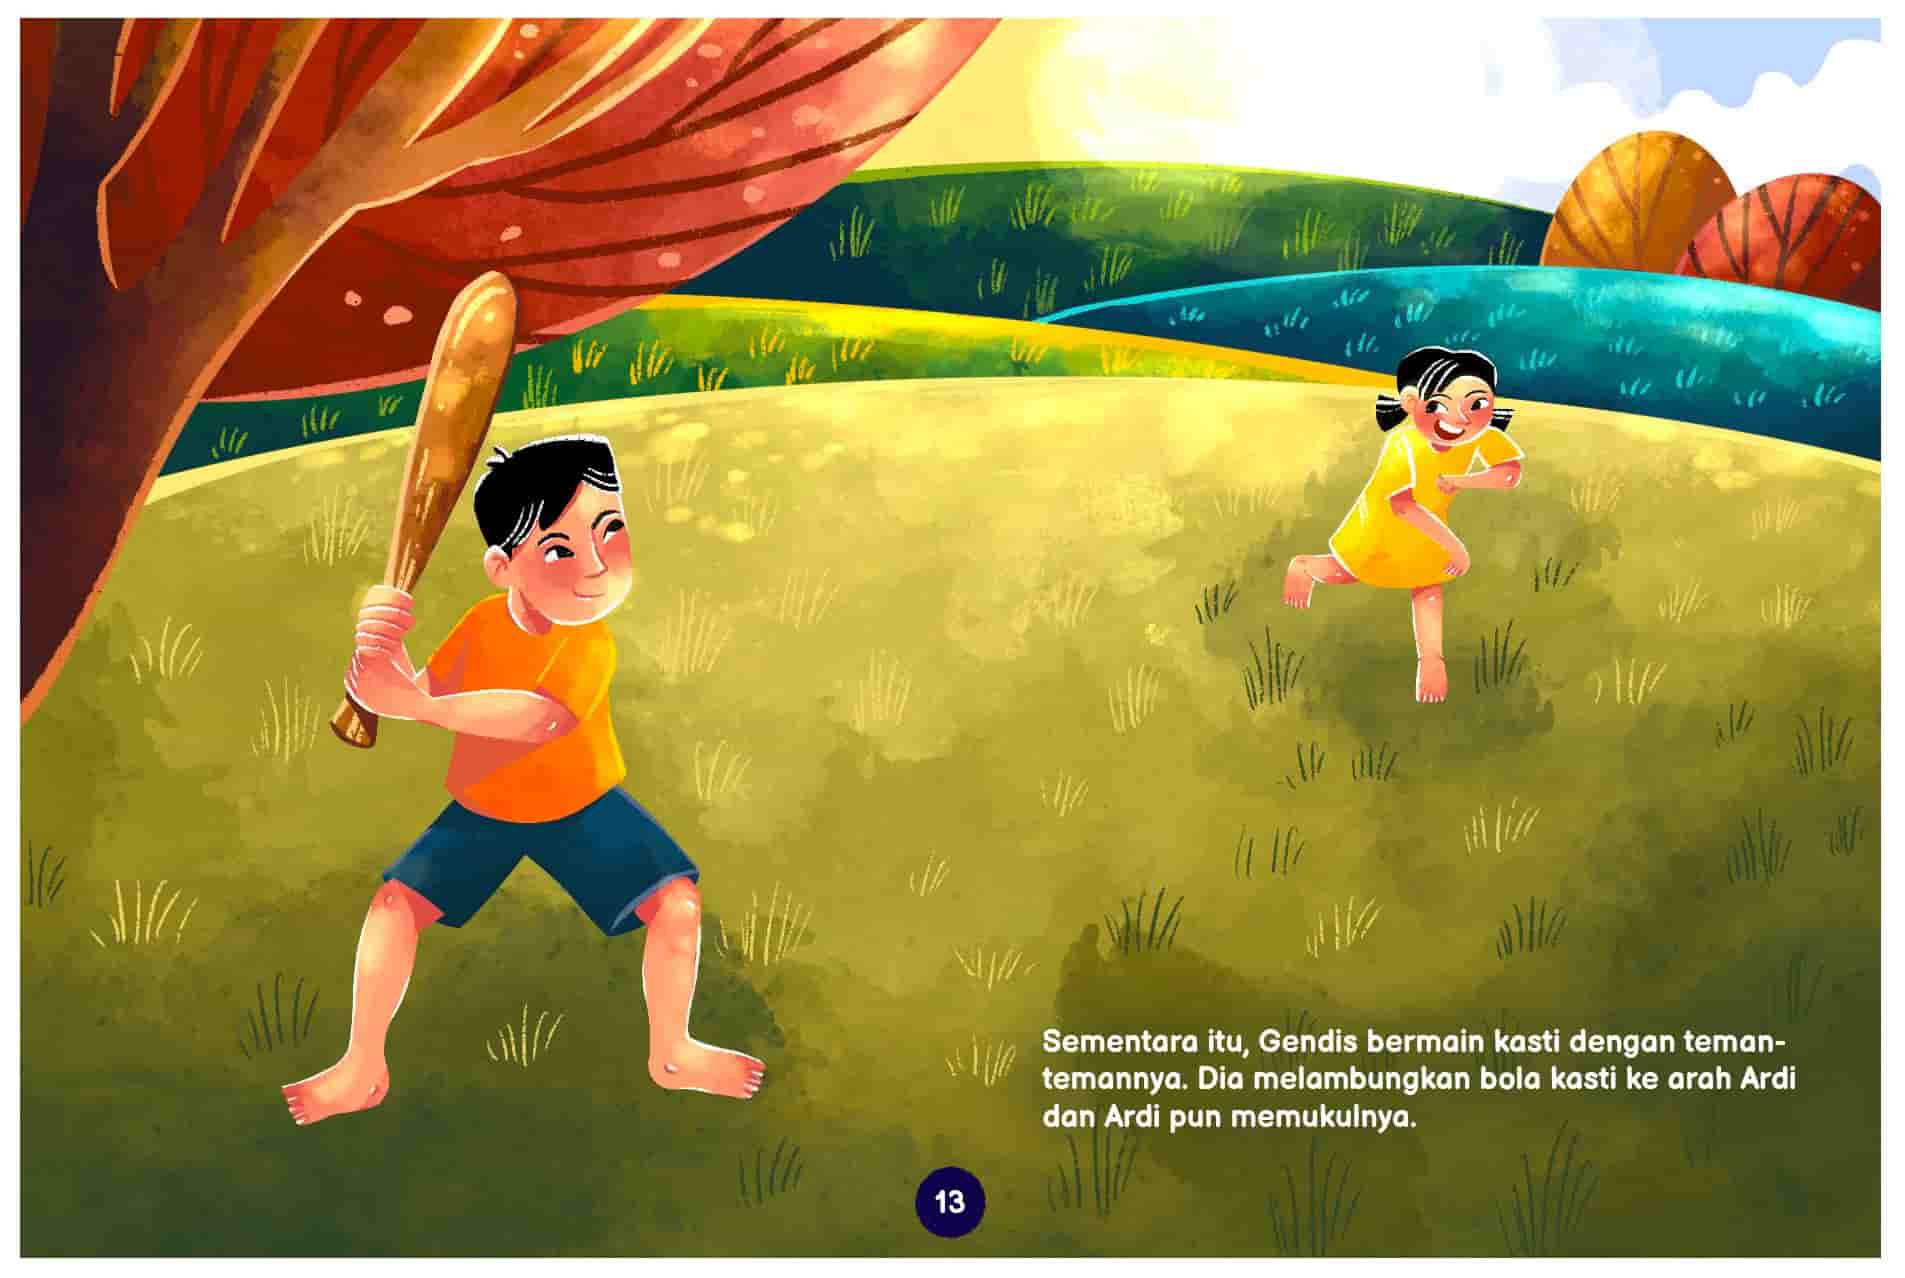 Sementara itu, Gendis bermain kasti dengan teman-
temannya. Dia melambungkan bola kasti ke arah Ardi
dan Ardi pun memukulnya.
13